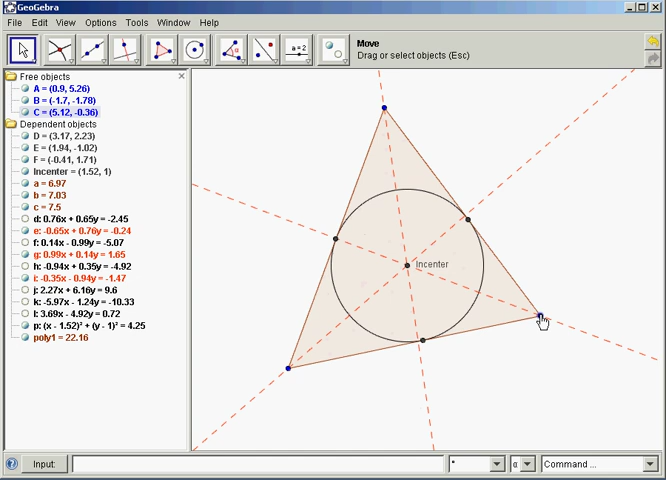 GeoGebra
File Edit View Options Tools Window Help
a = 2
Move
Drag or select objects (Esc)
Free objects
A = (0.9, 5.26)
B = (-1.7, -1.78)
C = (5.12, -0.36)
Dependent objects
D = (3.17, 2.23)
E = (1.94, -1.02)
F = (-0.41, 1.71)
Incenter = (1.52, 1)
a = 6.97
b = 7.03
c = 7.5
d: 0.76x + 0.65y = -2.45
e: -0.65x + 0.76y = -0.24
f: 0.14x - 0.99y = -5.07
g: 0.99x + 0.14y = 1.65
h: -0.94x + 0.35y = -4.92
i: -0.35x - 0.94y = -1.47
j: 2.27x + 6.16y = 9.6
k: -5.97x - 1.24y = -10.33
l: 3.69x - 4.92y = 0.72
p: (x - 1.52)² + (y - 1)² = 4.25
poly1 = 22.16
Incenter
Input:
°
α
Command ...